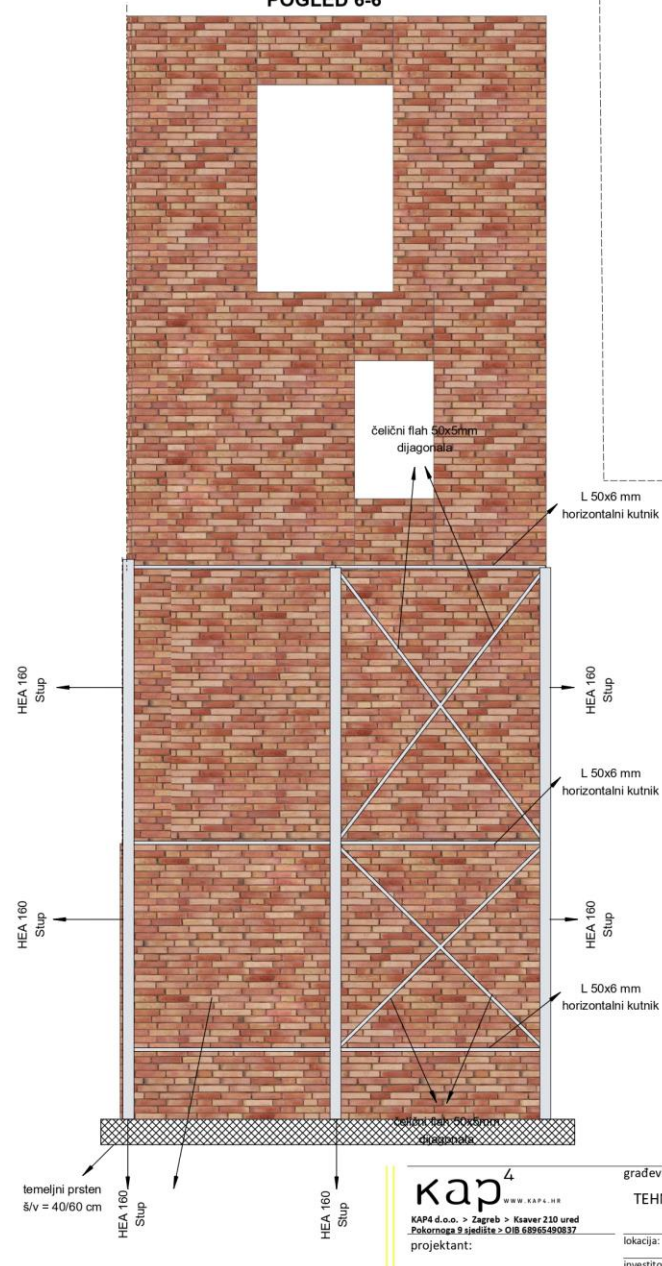 POGLED 6-6
čelični flah 50x5mm
dijagonala
L 50x6 mm
horizontalni kutnik
HEA 160
Stup
HEA 160
Stup
L 50x6 mm
horizontalni kutnik
HEA 160
Stup
HEA 160
Stup
L 50x6 mm
horizontalni kutnik
čelični flah 50x5mm
dijagonala
temeljni prsten
š/v = 40/60 cm
HEA 160
Stup
HEA 160
Stup
kap4
WWW.KAP4.HR
KAP4 d.o.o. > Zagreb > Ksaver 210 ured
Pokornoga 9 sjedište > OIB 68965490837
projektant:
građev
TEHI
lokacija:
investito